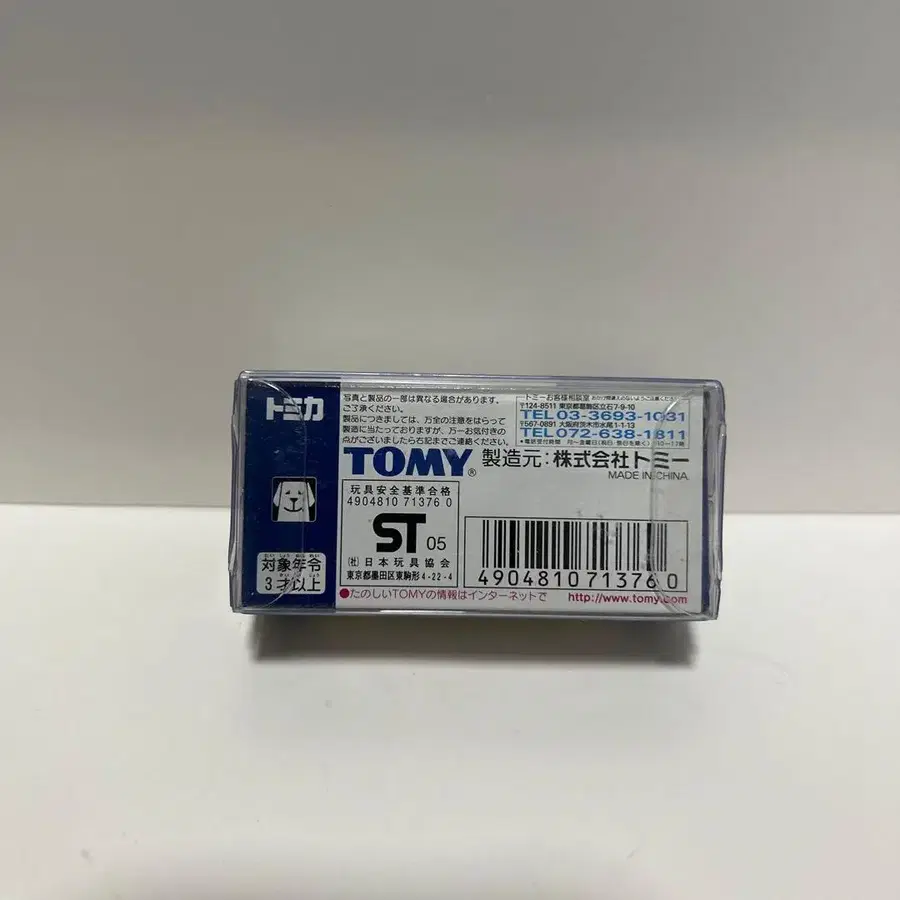 トミカ
対象年令
3才以上
写真と製品の一部は異なる場合があります。
ご了承ください。
製品につきましては、万全の注意をはらって
製造に当たっておりますが、万一お気付きの
点がございましたら右記までご連絡ください。
トミーお客様相談室
〒124-8511 東京都葛飾区立石7-9-10
TEL03-3693-1031
〒567-0891 大阪府茨木市水尾1-1-13
TEL072-638-1811
TOMY® 製造元：株式会社トミー
MADE IN CHINA
玩具安全基準合格
4904810 71376 0
ST 05
(社)日本玩具協会
東京都墨田区東駒形4-22-4
4 904810 713760
●たのしいTOMYの情報はインターネットで http://www.tomy.com